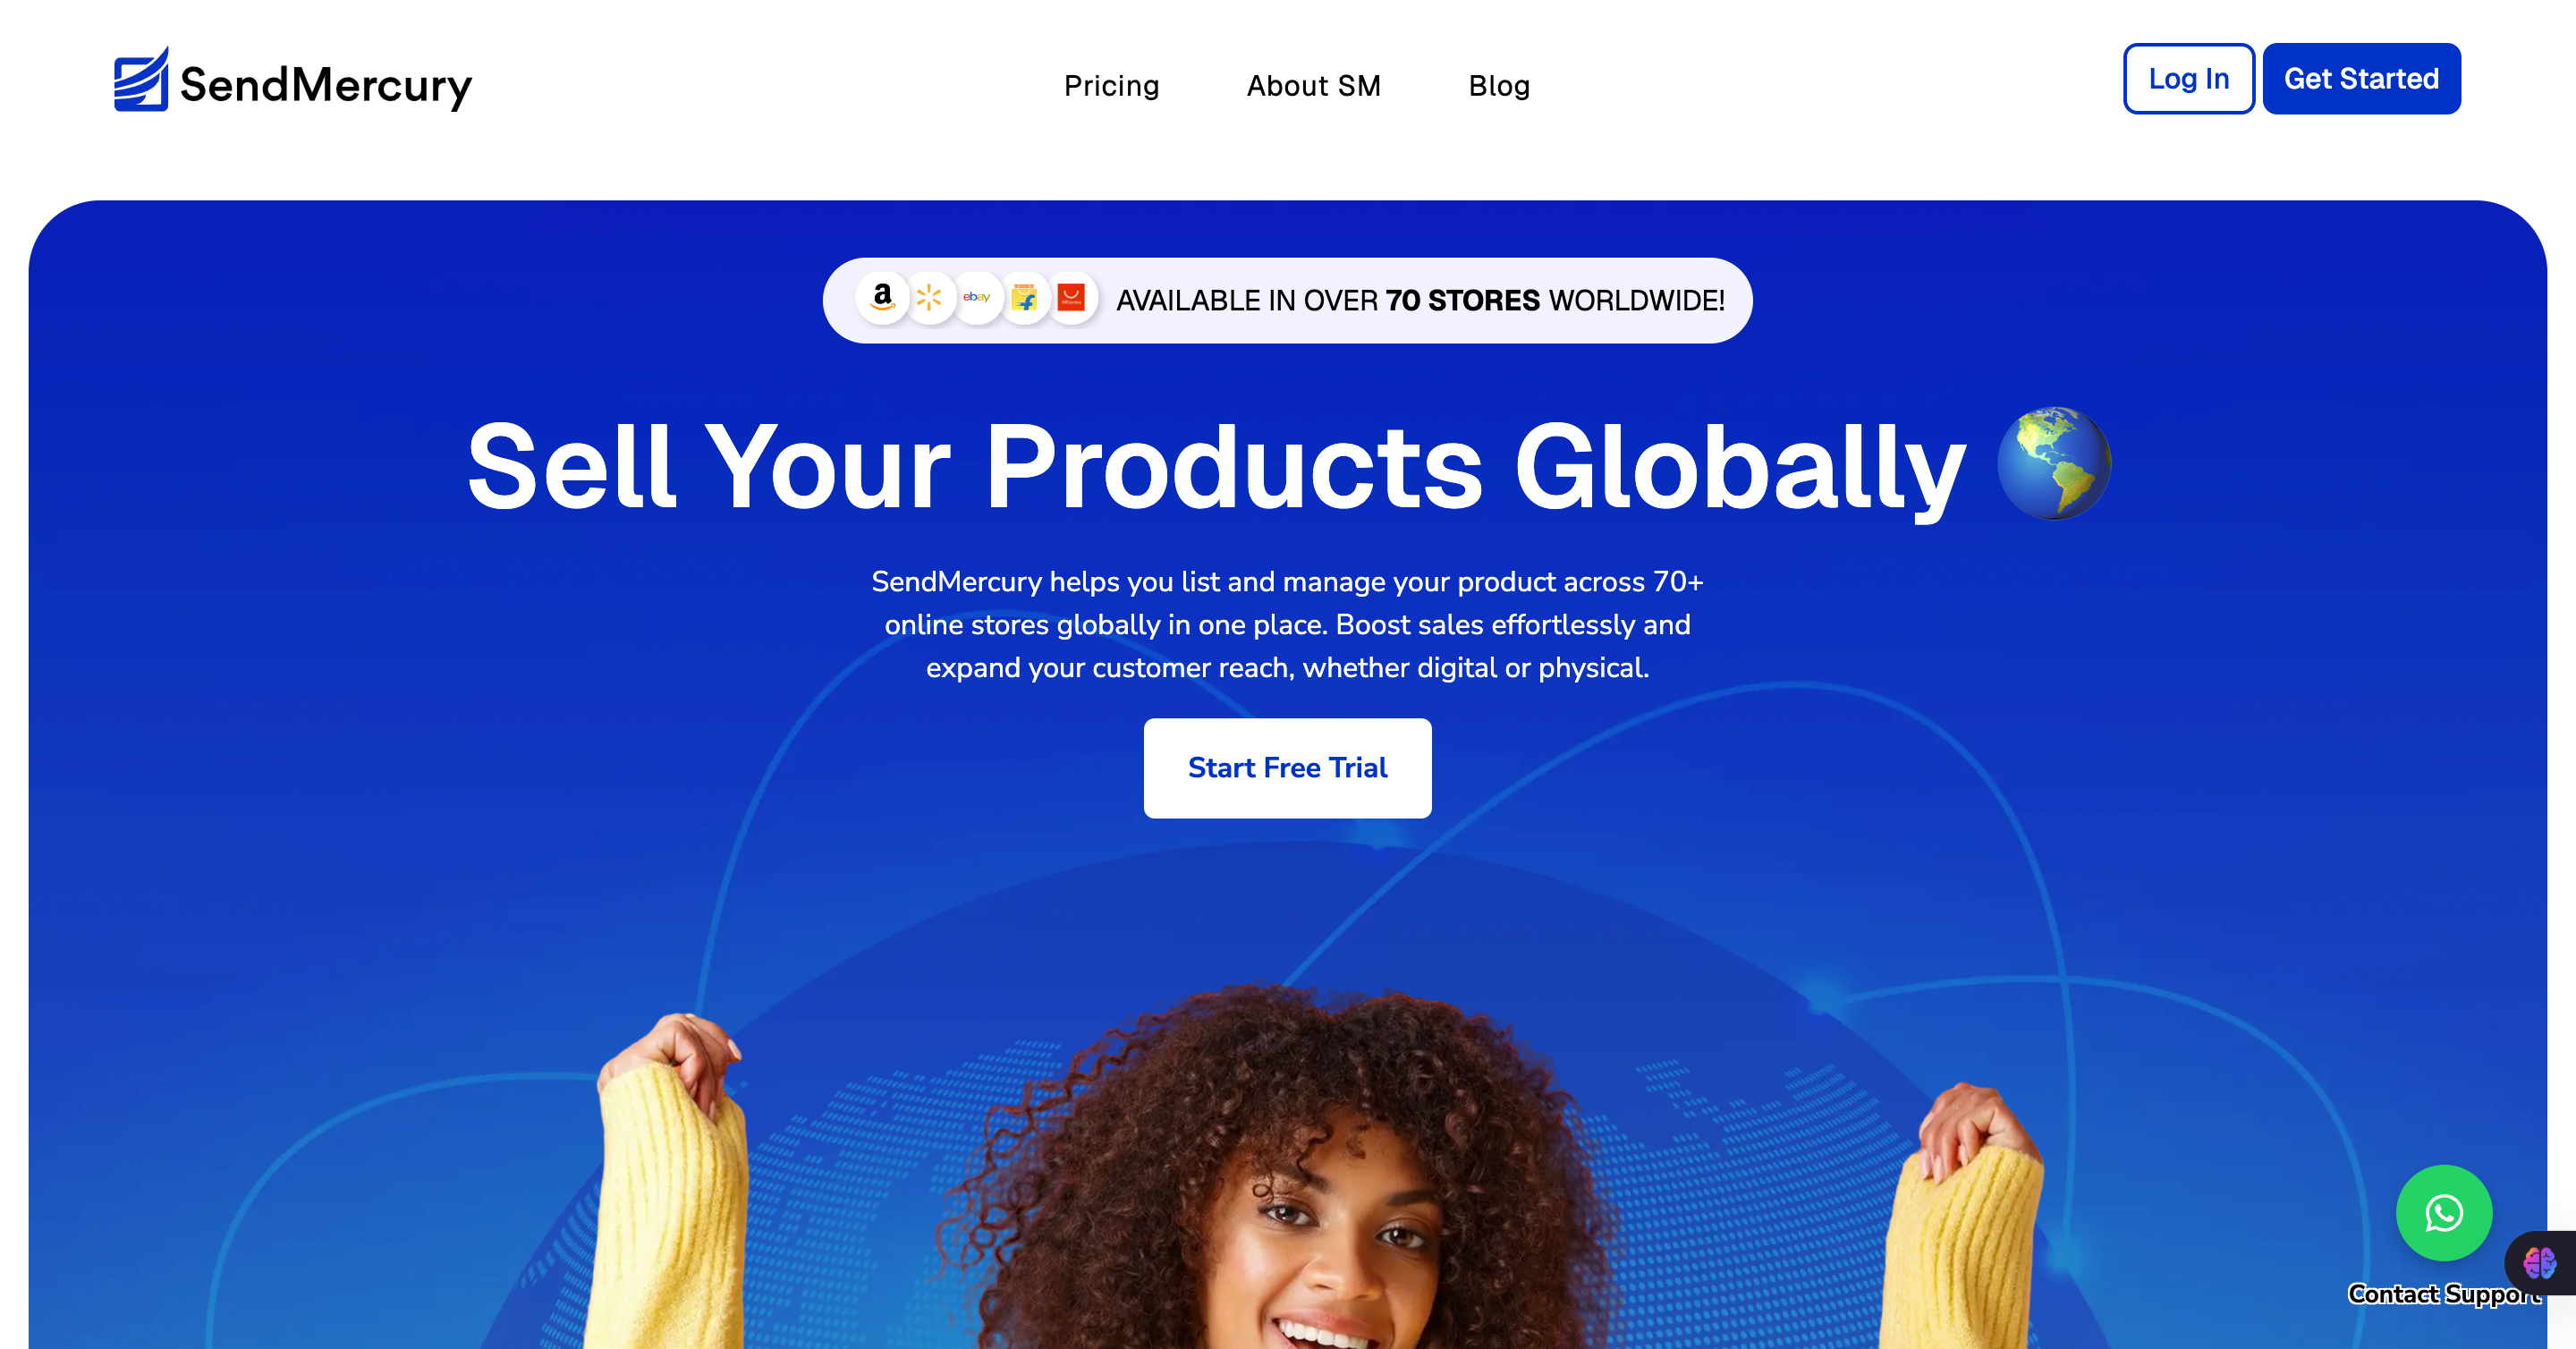 SendMercury
Pricing
About SM
Blog
Log In
Get Started
a
ebay
AVAILABLE IN OVER 70 STORES WORLDWIDE!
Sell Your Products Globally
SendMercury helps you list and manage your product across 70+
online stores globally in one place. Boost sales effortlessly and
expand your customer reach, whether digital or physical.
Start Free Trial
Contact Support